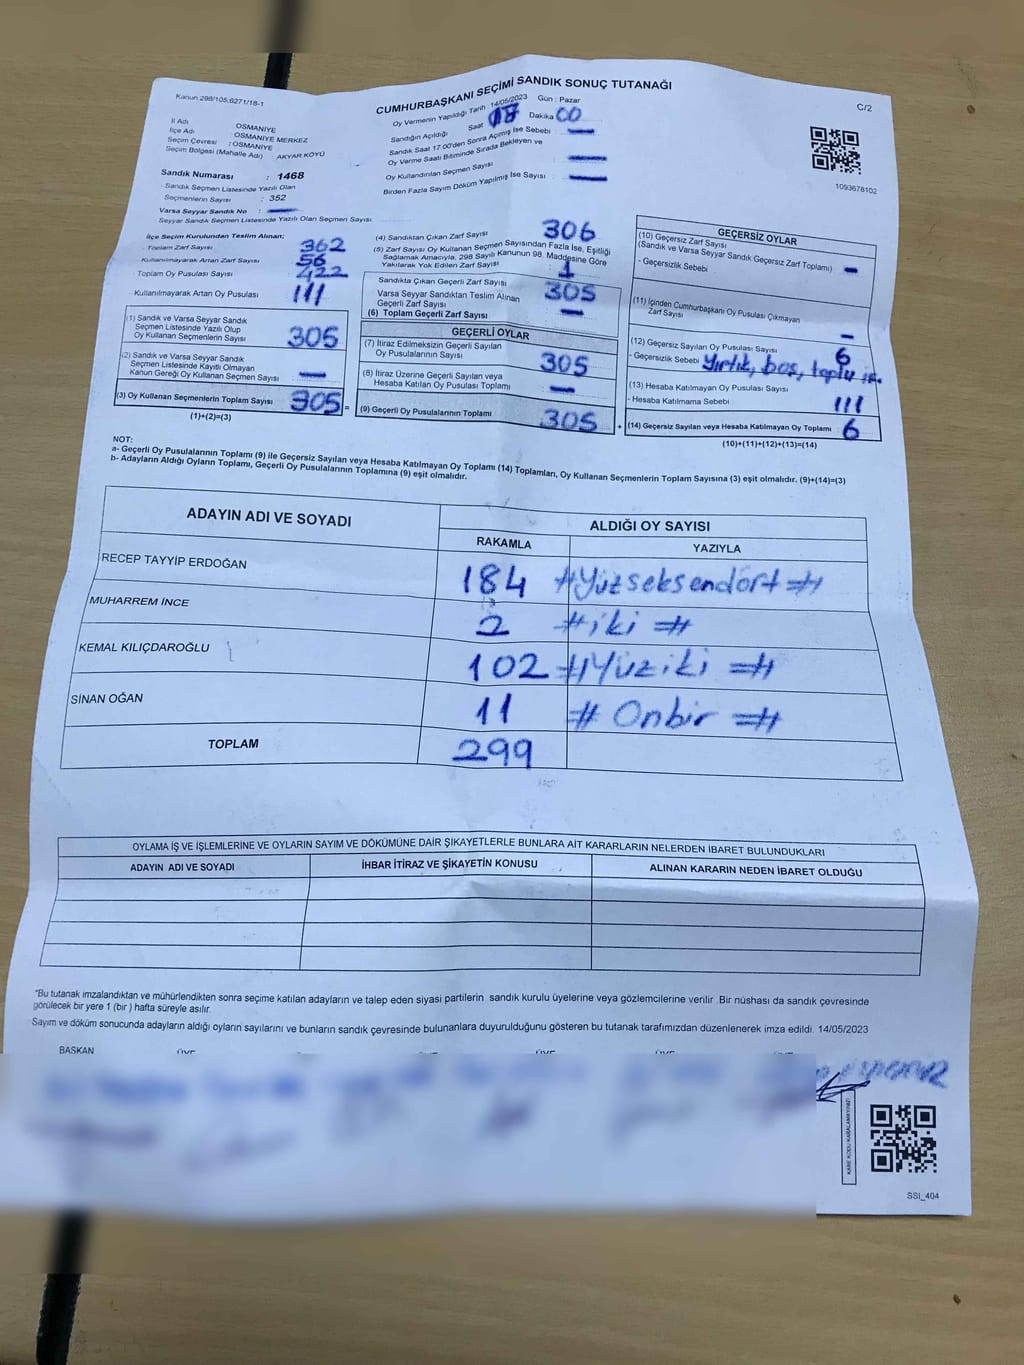 Kanun:298/105,6271/18-1
CUMHURBAŞKANI SEÇİMİ SANDIK SONUÇ TUTANAĞI
C/2
İl Adı OSMANİYE
İlçe Adı OSMANİYE MERKEZ
Seçim Çevresi : OSMANİYE
Seçim Bölgesi (Mahalle Adı) AKYAR KÖYÜ
Sandık Numarası : 1468
- Sandık Seçmen Listesinde Yazılı Olan
Seçmenlerin Sayısı : 352
Varsa Seyyar Sandık No : —
Seyyar Sandık Seçmen Listesinde Yazılı Olan Seçmen Sayısı:
Oy Vermenin Yapıldığı Tarih 14/05/2023 Gün : Pazar
Sandığın Açıldığı Saat 18 Dakika 00
Sandık Saat 17:00'den Sonra Açılmış İse Sebebi —
Oy Verme Saati Bitiminde Sırada Bekleyen ve
Oy Kullandırılan Seçmen Sayısı —
Birden Fazla Sayım Döküm Yapılmış İse Sayısı —
1093678102
İlçe Seçim Kurulundan Teslim Alınan;
- Toplam Zarf Sayısı 362
Kullanılmayarak Artan Zarf Sayısı 56
Toplam Oy Pusulası Sayısı 422
- Kullanılmayarak Artan Oy Pusulası 111
(1) Sandık ve Varsa Seyyar Sandık
Seçmen Listesinde Yazılı Olup
Oy Kullanan Seçmenlerin Sayısı 305
(2) Sandık ve Varsa Seyyar Sandık
Seçmen Listesinde Kayıtlı Olmayan
Kanun Gereği Oy Kullanan Seçmen Sayısı —
(3) Oy Kullanan Seçmenlerin Toplam Sayısı 305 =
(1)+(2)=(3)
(4) Sandıktan Çıkan Zarf Sayısı 306
(5) Zarf Sayısı Oy Kullanan Seçmen Sayısından Fazla İse, Eşitliği
Sağlamak Amacıyla, 298 Sayılı Kanunun 98. Maddesine Göre
Yakılarak Yok Edilen Zarf Sayısı 1
Sandıkta Çıkan Geçerli Zarf Sayısı 305
Varsa Seyyar Sandıktan Teslim Alınan
Geçerli Zarf Sayısı —
(6) Toplam Geçerli Zarf Sayısı
GEÇERLİ OYLAR
(7) İtiraz Edilmeksizin Geçerli Sayılan
Oy Pusulalarının Sayısı 305
(8) İtiraz Üzerine Geçerli Sayılan veya
Hesaba Katılan Oy Pusulası Toplamı —
(9) Geçerli Oy Pusulalarının Toplamı 305 +
GEÇERSİZ OYLAR
(10) Geçersiz Zarf Sayısı
(Sandık ve Varsa Seyyar Sandık Geçersiz Zarf Toplamı)
- Geçersizlik Sebebi —
(11) İçinden Cumhurbaşkanı Oy Pusulası Çıkmayan
Zarf Sayısı —
(12) Geçersiz Sayılan Oy Pusulası Sayısı 6
- Geçersizlik Sebebi Yırtık, boş, toplu
(13) Hesaba Katılmayan Oy Pusulası Sayısı
- Hesaba Katılmama Sebebi 111
(14) Geçersiz Sayılan veya Hesaba Katılmayan Oy Toplamı : 6
(10)+(11)+(12)+(13)=(14)
NOT:
a- Geçerli Oy Pusulalarının Toplamı (9) ile Geçersiz Sayılan veya Hesaba Katılmayan Oy Toplamı (14) Toplamları, Oy Kullanan Seçmenlerin Toplam Sayısına (3) eşit olmalıdır. (9)+(14)=(3)
b- Adayların Aldığı Oyların Toplamı, Geçerli Oy Pusulalarının Toplamına (9) eşit olmalıdır.
ADAYIN ADI VE SOYADI ALDIĞI OY SAYISI
RAKAMLA YAZIYLA
RECEP TAYYİP ERDOĞAN 184 #Yüzseksendört#
MUHARREM İNCE 2 #iki#
KEMAL KILIÇDAROĞLU 102 #Yüziki#
SİNAN OĞAN 11 #Onbir#
TOPLAM 299
OYLAMA İŞ VE İŞLEMLERİNE VE OYLARIN SAYIM VE DÖKÜMÜNE DAİR ŞİKAYETLERLE BUNLARA AİT KARARLARIN NELERDEN İBARET BULUNDUKLARI
ADAYIN ADI VE SOYADI İHBAR İTİRAZ VE ŞİKAYETİN KONUSU ALINAN KARARIN NEDEN İBARET OLDUĞU
"Bu tutanak imzalandıktan ve mühürlendikten sonra seçime katılan adayların ve talep eden siyasi partilerin sandık kurulu üyelerine veya gözlemcilerine verilir .Bir nüshası da sandık çevresinde
görülecek bir yere 1 (bir ) hafta süreyle asılır.
Sayım ve döküm sonucunda adayların aldığı oyların sayılarını ve bunların sandık çevresinde bulunanlara duyurulduğunu gösteren bu tutanak tarafımızdan düzenlenerek imza edildi. 14/05/2023
BAŞKAN ÜYE ÜYE ÜYE ÜYE ÜYE
KARE KODU KARALAMAYINIZ!
SSI_404